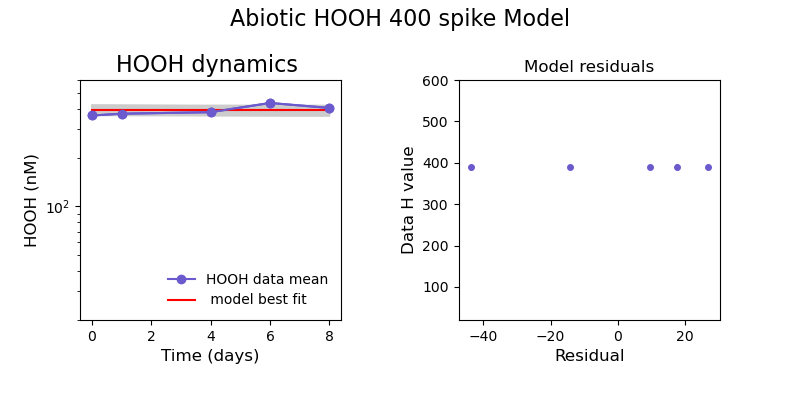 Abiotic HOOH 400 spike Model
HOOH dynamics
HOOH (nM)
10²
HOOH data mean
model best fit
0 2 4 6 8
Time (days)
Model residuals
Data H value
600
500
400
300
200
100
−40 −20 0 20
Residual